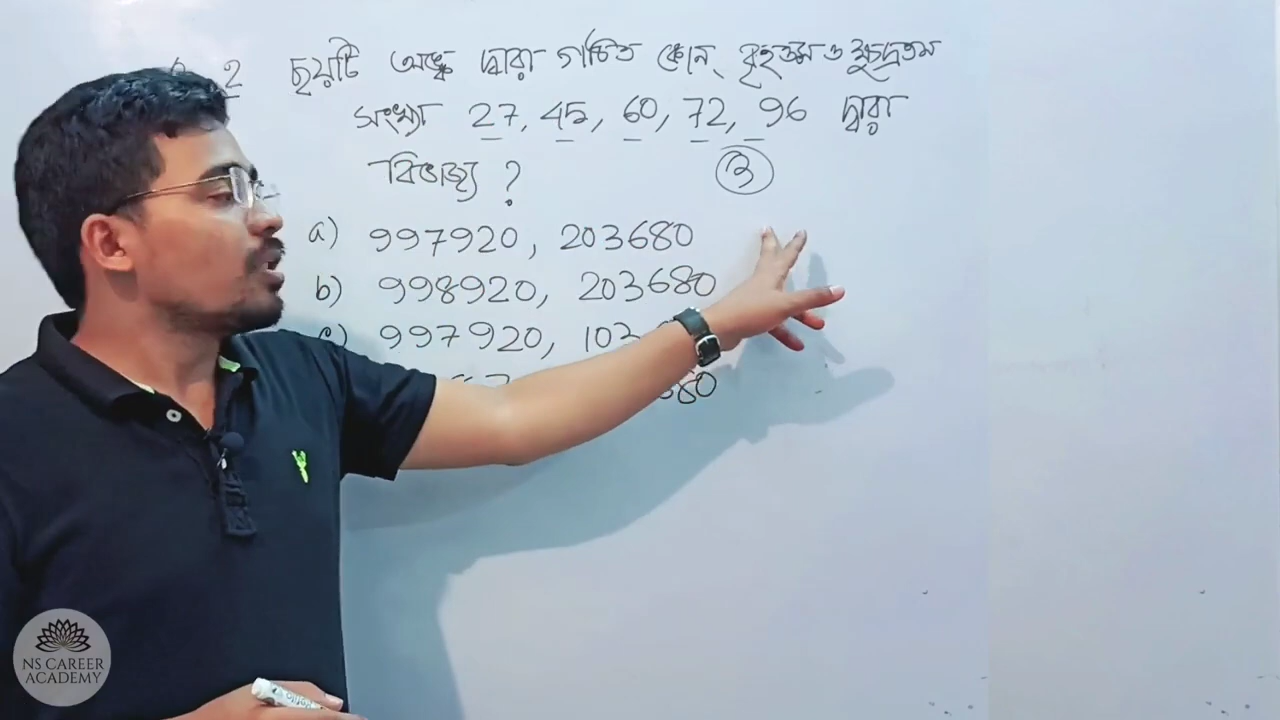 2 ছয়টি অঙ্ক দ্বারা গঠিত কোন্ বৃহত্তম ও ক্ষুদ্রতম
সংখ্যা 27, 45, 60, 72, 96 দ্বারা
বিভাজ্য ?
a) 997920, 203680
b) 998920, 203680
c) 997920, 103
NS CAREER
ACADEMY